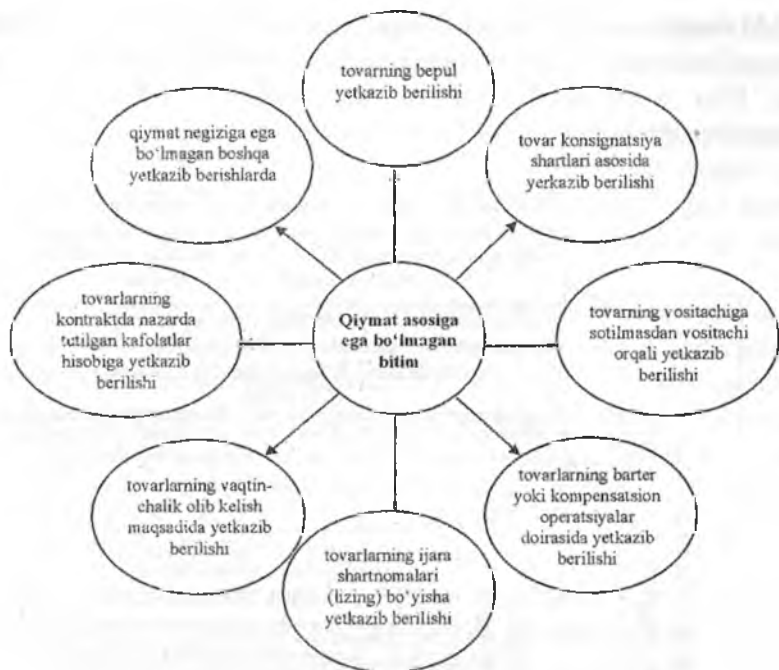 tovarning bepul
yetkazib berilishi
qiymat negiziga ega
bo‘lmagan boshqa
yetkazib berishlarda
tovar konsignatsiya
shartlari asosida
yerkazib berilishi
tovarlarning
kontraktda nazarda
tutilgan kafolatlar
hisobiga yetkazib
berilishi
Qiymat asosiga
ega bo‘lmagan
bitim
tovarning vositachiga
sotilmasdan vositachi
orqali yetkazib
berilishi
tovarlarning vaqtin-
chalik olib kelish
maqsadida yetkazib
berilishi
tovarlarning ijara
shartnomalari
(lizing) bo‘yisha
yetkazib berilishi
tovarlarning barter
yoki kompensatsion
operatsiyalar
doirasida yetkazib
berilishi